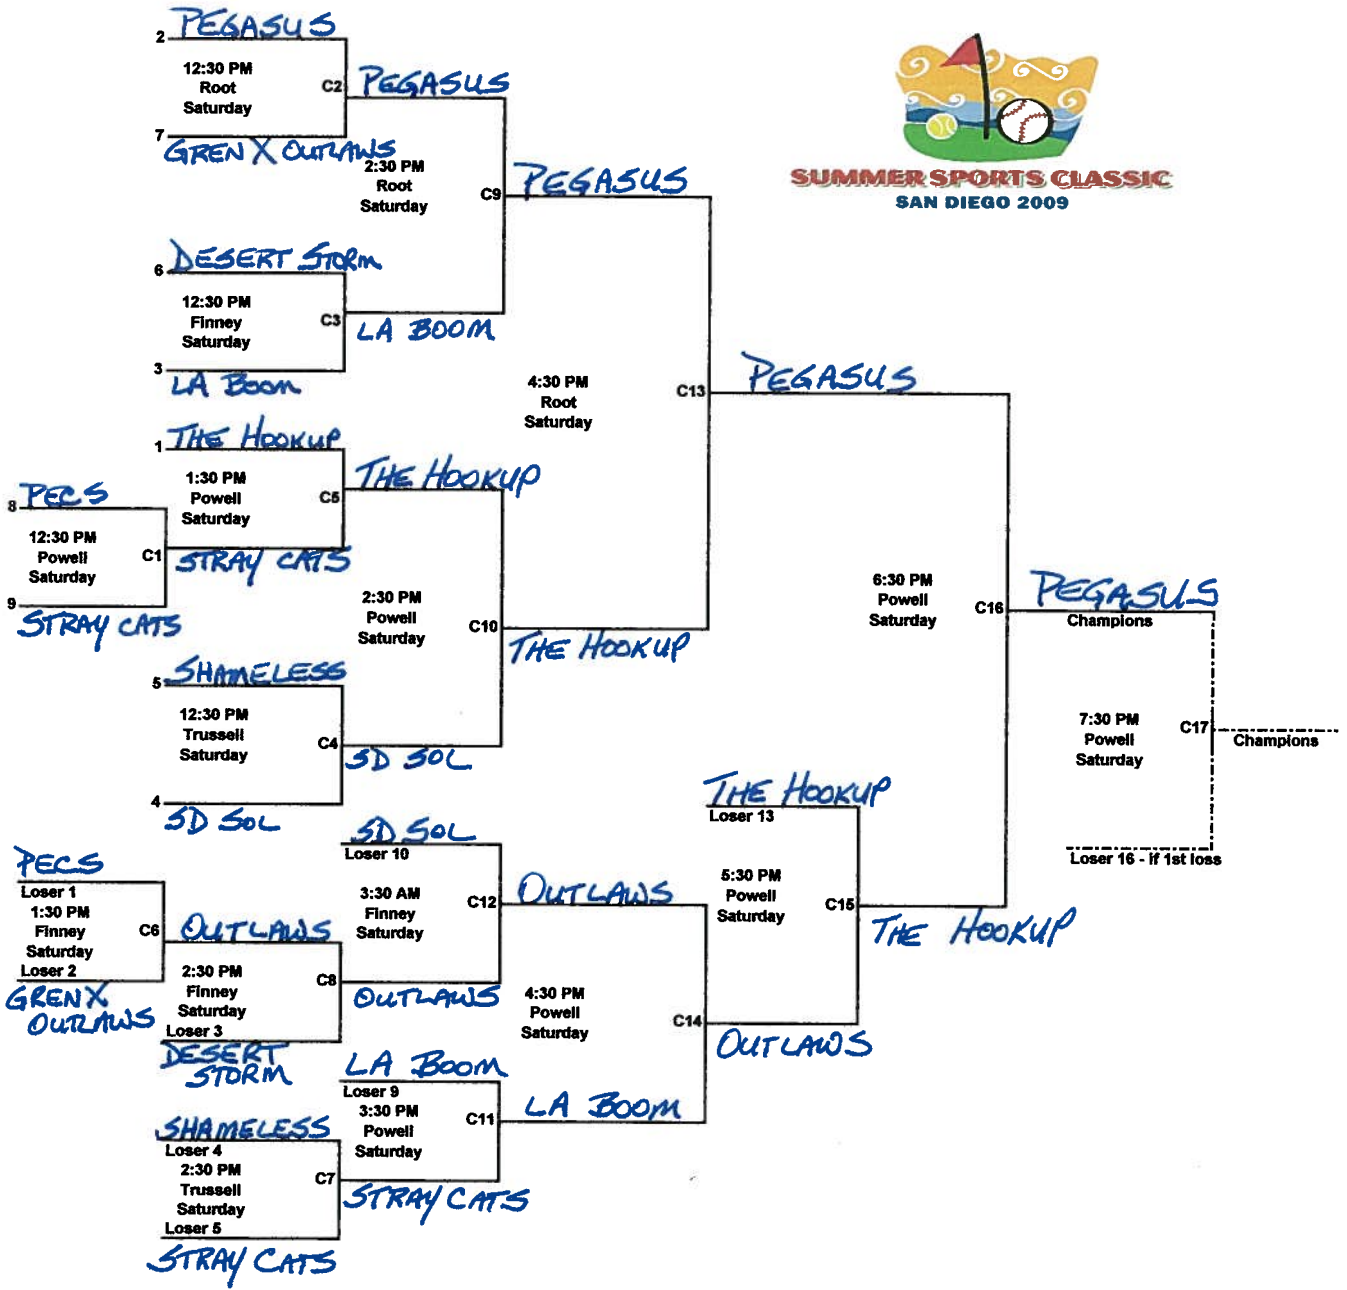 PEGASUS
2
12:30 PM
Root
Saturday
C2
PEGASUS
7
GREN X OUTLAWS
2:30 PM
Root
Saturday
C9
PEGASUS
SUMMER SPORTS CLASSIC
SAN DIEGO 2009
DESERT STORM
6
12:30 PM
Finney
Saturday
C3
LA BOOM
3
LA BOOM
4:30 PM
Root
Saturday
C13
PEGASUS
THE HOOKUP
1
1:30 PM
Powell
Saturday
C5
THE HOOKUP
PECS
8
12:30 PM
Powell
Saturday
C1
STRAY CATS
9
STRAY CATS
2:30 PM
Powell
Saturday
C10
THE HOOKUP
6:30 PM
Powell
Saturday
C16
PEGASUS
Champions
SHAMELESS
5
12:30 PM
Trussell
Saturday
C4
SD SOL
4
SD SOL
7:30 PM
Powell
Saturday
C17
Champions
Loser 16 - if 1st loss
THE HOOKUP
Loser 13
5:30 PM
Powell
Saturday
C15
THE HOOKUP
SD SOL
Loser 10
3:30 AM
Finney
Saturday
C12
OUTLAWS
PECS
Loser 1
1:30 PM
Finney
Saturday
C6
Loser 2
GREN X
OUTLAWS
OUTLAWS
2:30 PM
Finney
Saturday
C8
Loser 3
OUTLAWS
DESERT
STORM
4:30 PM
Powell
Saturday
C14
OUTLAWS
LA BOOM
Loser 9
3:30 PM
Powell
Saturday
C11
LA BOOM
SHAMELESS
Loser 4
2:30 PM
Trussell
Saturday
C7
Loser 5
STRAY CATS
STRAY CATS